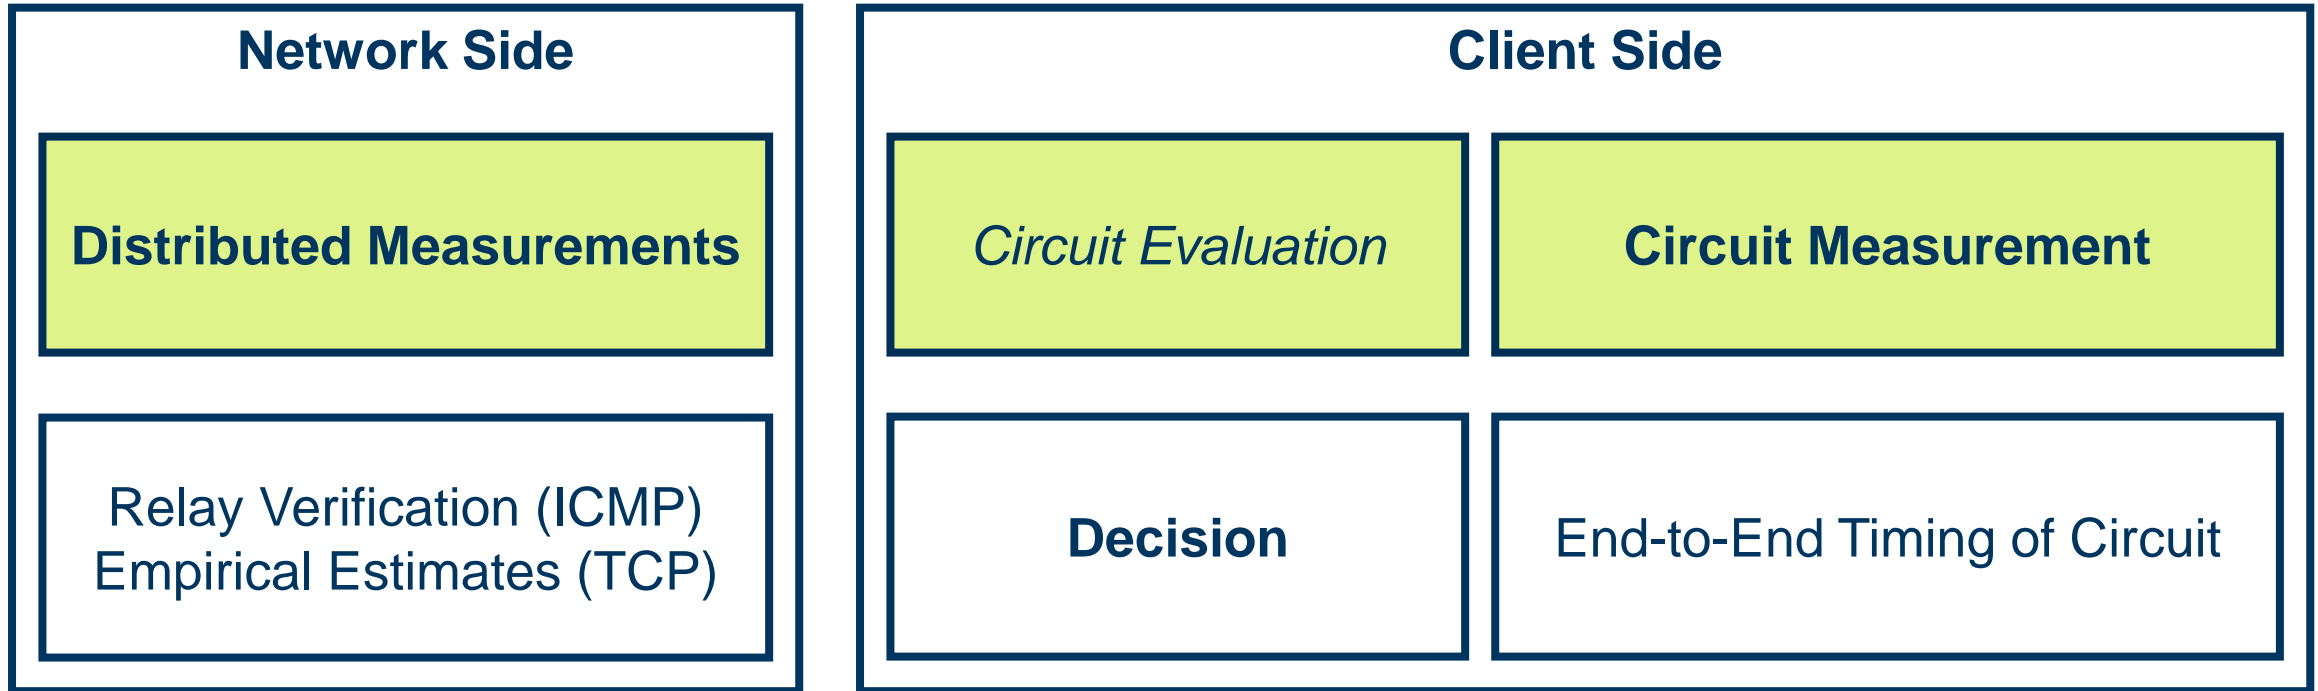 Network Side
Distributed Measurements
Relay Verification (ICMP)
Empirical Estimates (TCP)
Client Side
Circuit Evaluation
Circuit Measurement
Decision
End-to-End Timing of Circuit